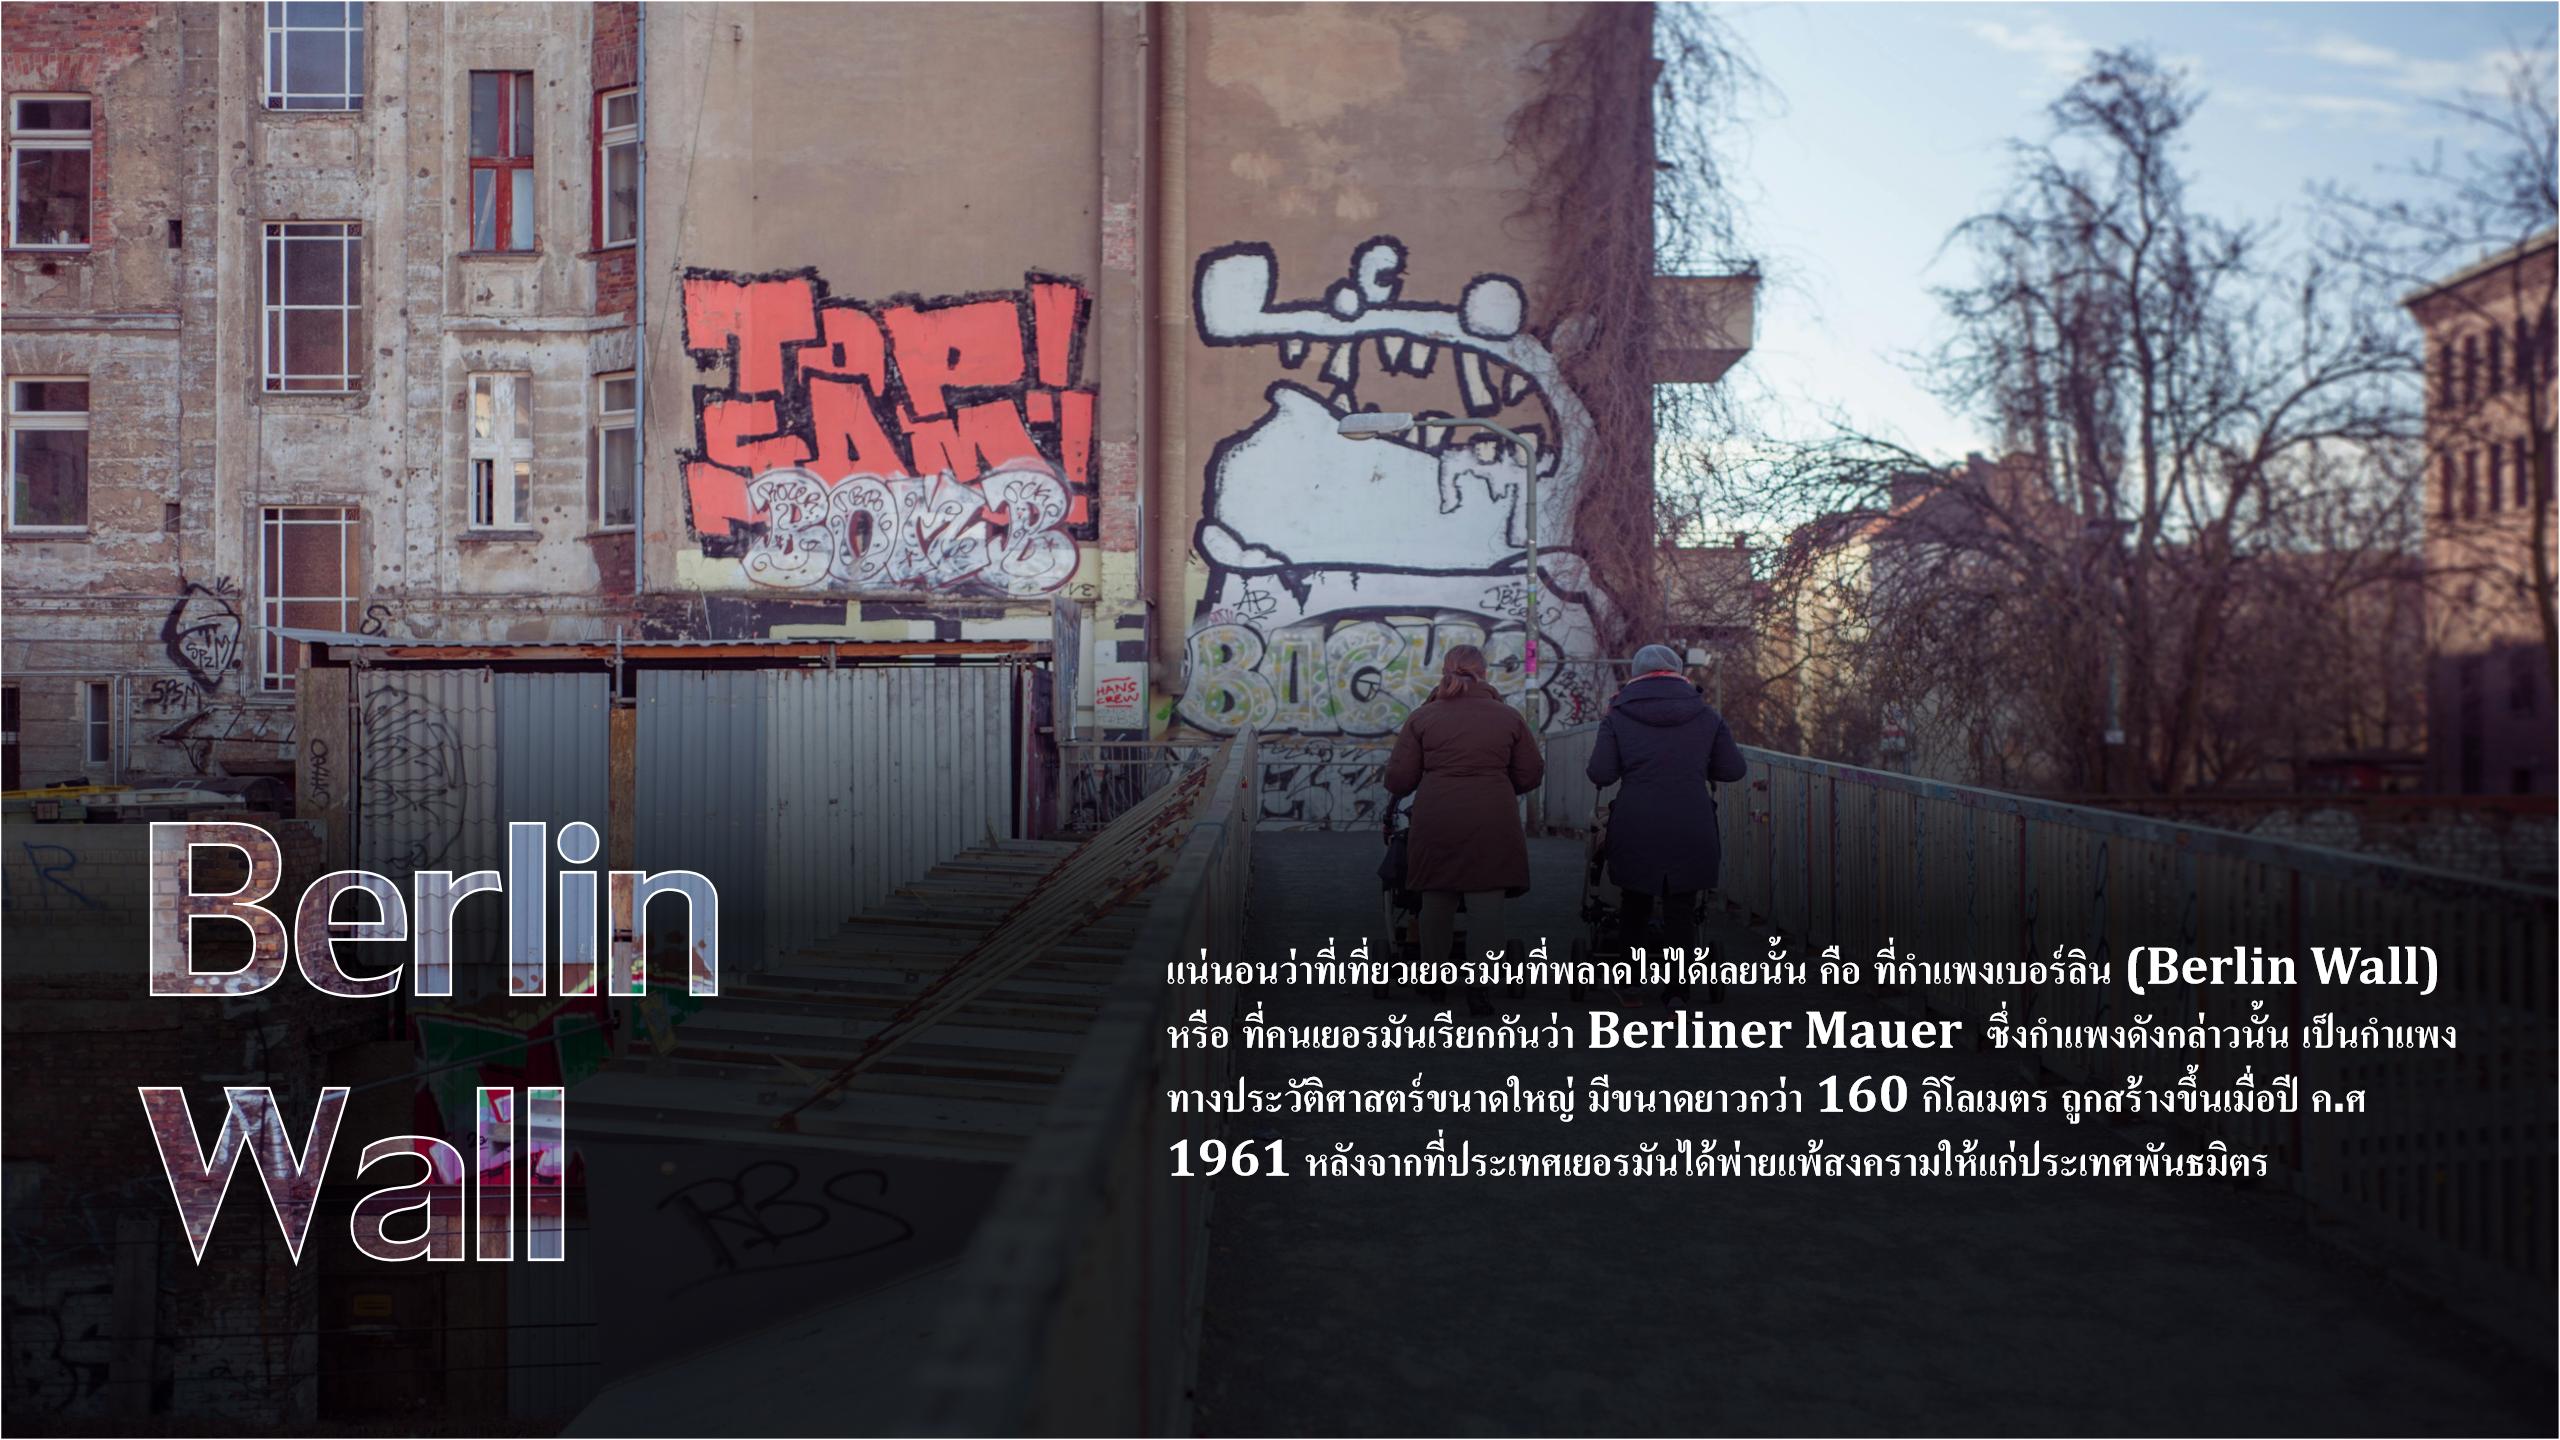 TOP!
SAM!
BOMB
AB
BACK
HANS
CREW
SPZM
SPSM
Berlin
Wall
RBS
แน่นอนว่าที่เที่ยวเยอรมันที่พลาดไม่ได้เลยนั้น คือ ที่กำแพงเบอร์ลิน (Berlin Wall)
หรือ ที่คนเยอรมันเรียกกันว่า Berliner Mauer ซึ่งกำแพงดังกล่าวนั้น เป็นกำแพง
ทางประวัติศาสตร์ขนาดใหญ่ มีขนาดยาวกว่า 160 กิโลเมตร ถูกสร้างขึ้นเมื่อปี ค.ศ
1961 หลังจากที่ประเทศเยอรมันได้พ่ายแพ้สงครามให้แก่ประเทศพันธมิตร